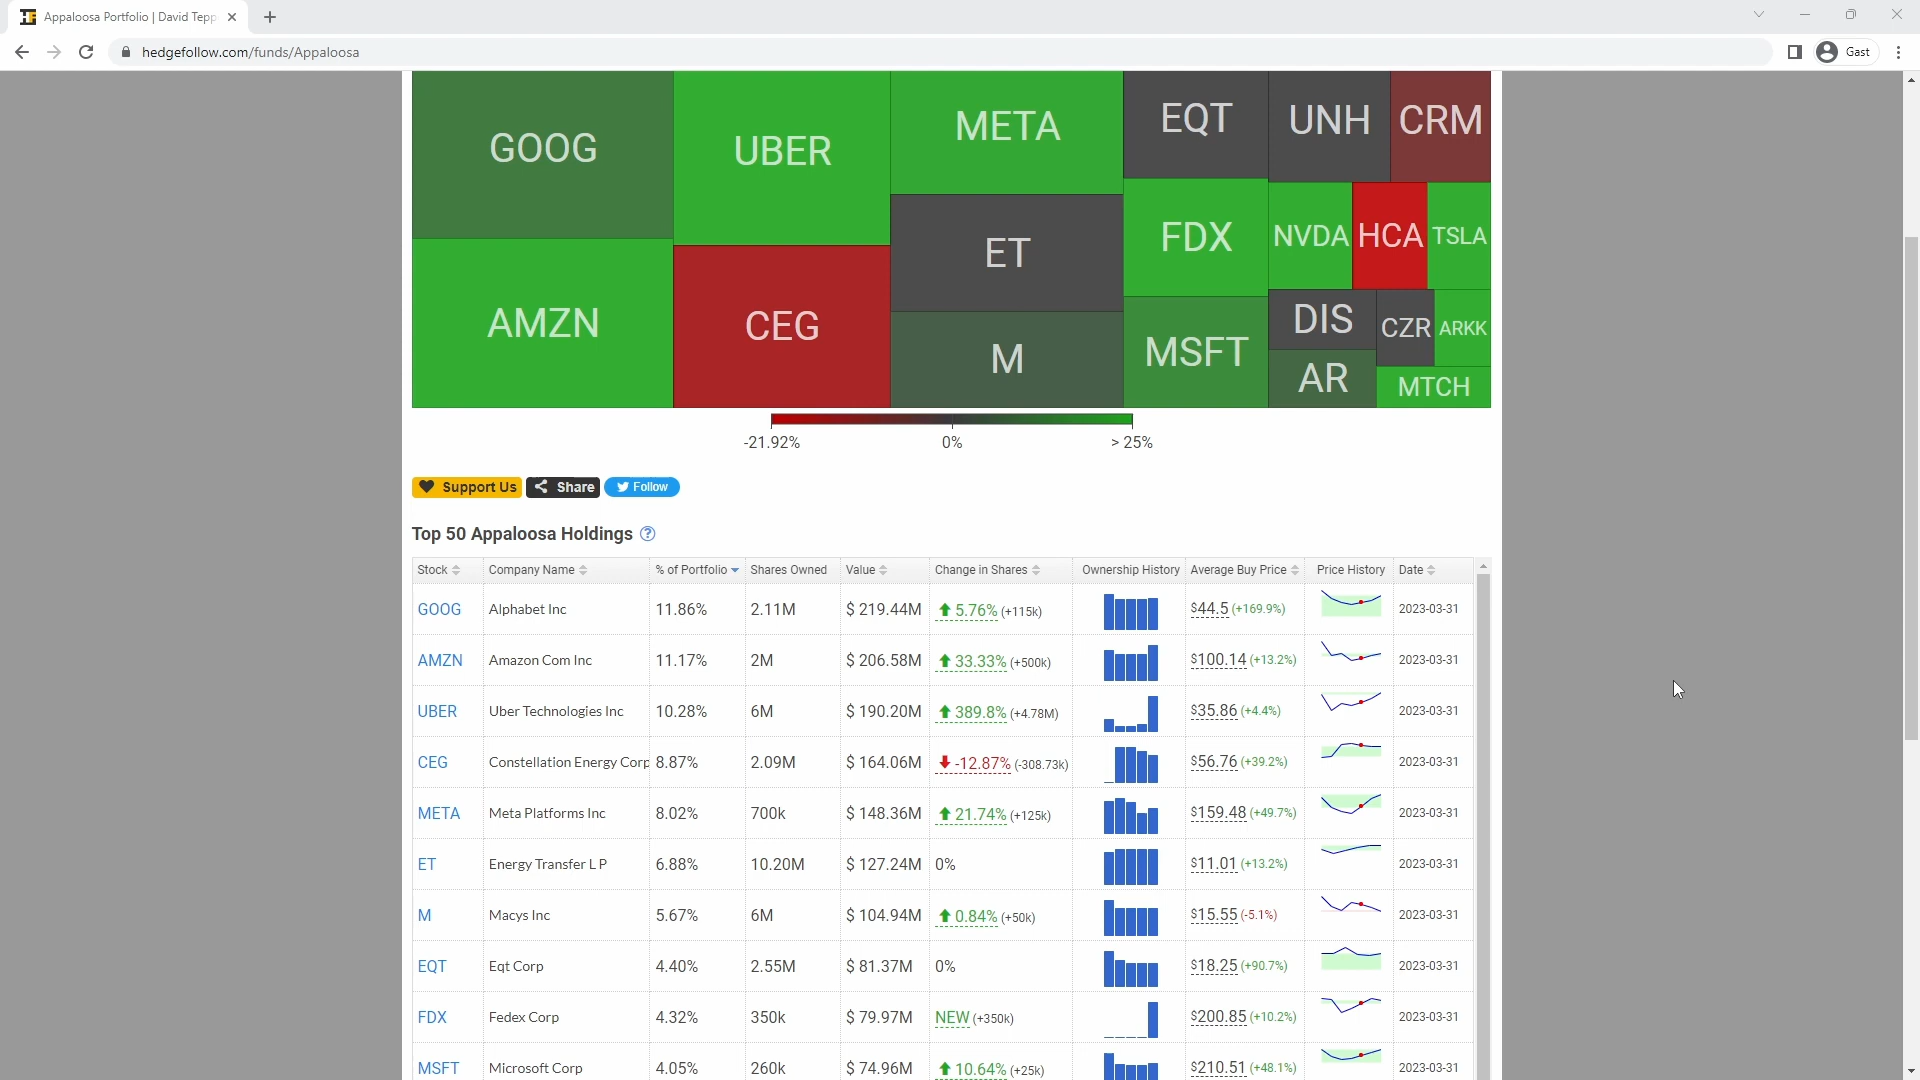 Appaloosa Portfolio | David Tepp
hedgefollow.com/funds/Appaloosa
Gast
GOOG
UBER
META
EQT
UNH
CRM
AMZN
CEG
ET
M
FDX
MSFT
NVDA
HCA
TSLA
DIS
AR
CZR
ARKK
MTCH
-21.92% 0% > 25%
Support Us Share Follow
Top 50 Appaloosa Holdings ?
Stock Company Name % of Portfolio Shares Owned Value Change in Shares Ownership History Average Buy Price Price History Date
GOOG Alphabet Inc 11.86% 2.11M $ 219.44M 5.76% (+115k) $44.5 (+169.9%) 2023-03-31
AMZN Amazon Com Inc 11.17% 2M $ 206.58M 33.33% (+500k) $100.14 (+13.2%) 2023-03-31
UBER Uber Technologies Inc 10.28% 6M $ 190.20M 389.8% (+4.78M) $35.86 (+4.4%) 2023-03-31
CEG Constellation Energy Corp 8.87% 2.09M $ 164.06M -12.87% (-308.73k) $56.76 (+39.2%) 2023-03-31
META Meta Platforms Inc 8.02% 700k $ 148.36M 21.74% (+125k) $159.48 (+49.7%) 2023-03-31
ET Energy Transfer L P 6.88% 10.20M $ 127.24M 0% $11.01 (+13.2%) 2023-03-31
M Macys Inc 5.67% 6M $ 104.94M 0.84% (+50k) $15.55 (-5.1%) 2023-03-31
EQT Eqt Corp 4.40% 2.55M $ 81.37M 0% $18.25 (+90.7%) 2023-03-31
FDX Fedex Corp 4.32% 350k $ 79.97M NEW (+350k) $200.85 (+10.2%) 2023-03-31
MSFT Microsoft Corp 4.05% 260k $ 74.96M 10.64% (+25k) $210.51 (+48.1%) 2023-03-31